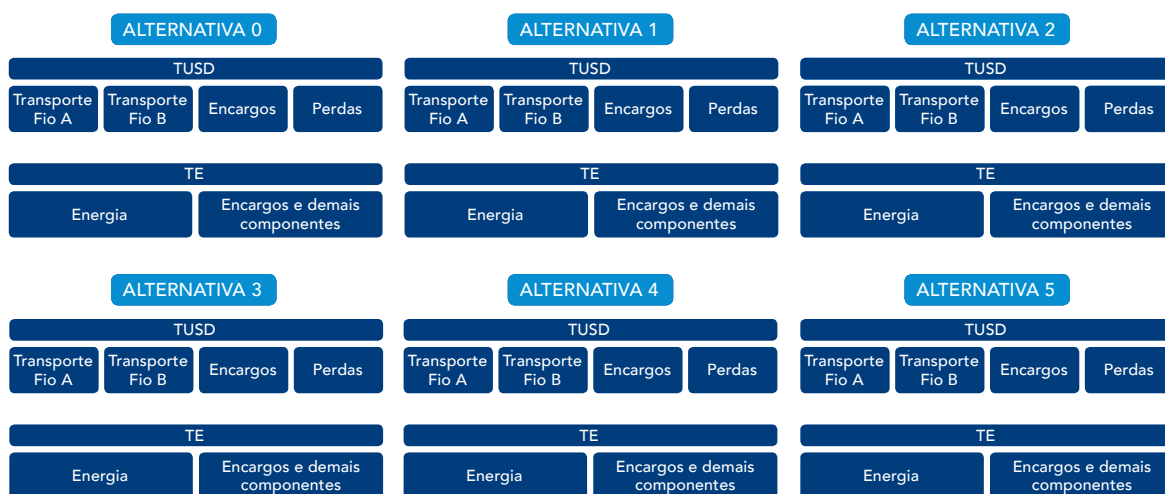 ALTERNATIVA 0
TUSD
Transporte
Fio A
Transporte
Fio B
Encargos
Perdas
TE
Energia
Encargos e demais
componentes
ALTERNATIVA 1
TUSD
Transporte
Fio A
Transporte
Fio B
Encargos
Perdas
TE
Energia
Encargos e demais
componentes
ALTERNATIVA 2
TUSD
Transporte
Fio A
Transporte
Fio B
Encargos
Perdas
TE
Energia
Encargos e demais
componentes
ALTERNATIVA 3
TUSD
Transporte
Fio A
Transporte
Fio B
Encargos
Perdas
TE
Energia
Encargos e demais
componentes
ALTERNATIVA 4
TUSD
Transporte
Fio A
Transporte
Fio B
Encargos
Perdas
TE
Energia
Encargos e demais
componentes
ALTERNATIVA 5
TUSD
Transporte
Fio A
Transporte
Fio B
Encargos
Perdas
TE
Energia
Encargos e demais
componentes